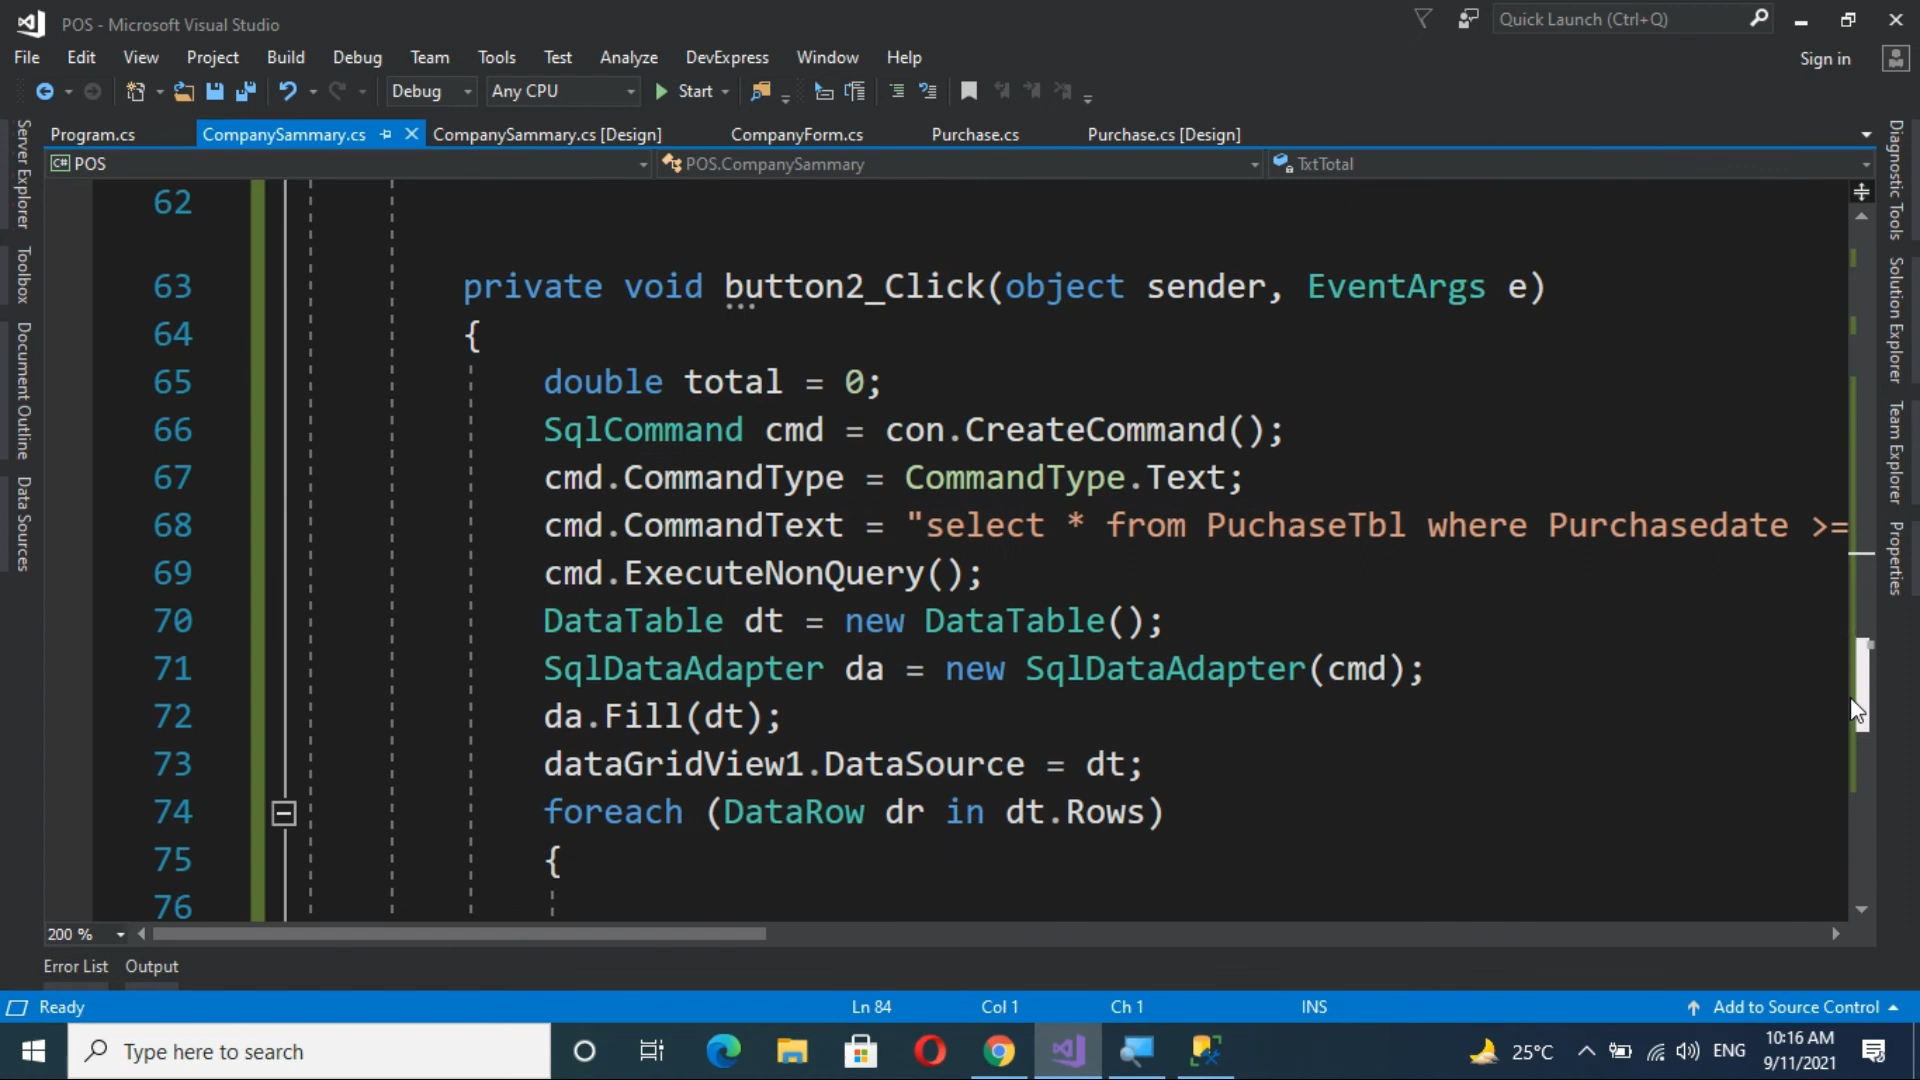 POS - Microsoft Visual Studio
Quick Launch (Ctrl+Q)
File Edit View Project Build Debug Team Tools Test Analyze DevExpress Window Help
Sign in
Debug Any CPU Start
Program.cs CompanySammary.cs CompanySammary.cs [Design] CompanyForm.cs Purchase.cs Purchase.cs [Design]
C# POS POS.CompanySammary TxtTotal
Server Explorer
Toolbox
Document Outline
Data Sources
62
63 private void button2_Click(object sender, EventArgs e)
64 {
65 double total = 0;
66 SqlCommand cmd = con.CreateCommand();
67 cmd.CommandType = CommandType.Text;
68 cmd.CommandText = "select * from PuchaseTbl where Purchasedate >=
69 cmd.ExecuteNonQuery();
70 DataTable dt = new DataTable();
71 SqlDataAdapter da = new SqlDataAdapter(cmd);
72 da.Fill(dt);
73 dataGridView1.DataSource = dt;
74 foreach (DataRow dr in dt.Rows)
75 {
76
Diagnostic Tools
Solution Explorer
Team Explorer
Properties
200 %
Error List Output
Ready Ln 84 Col 1 Ch 1 INS Add to Source Control
Type here to search
25°C ENG
10:16 AM
9/11/2021